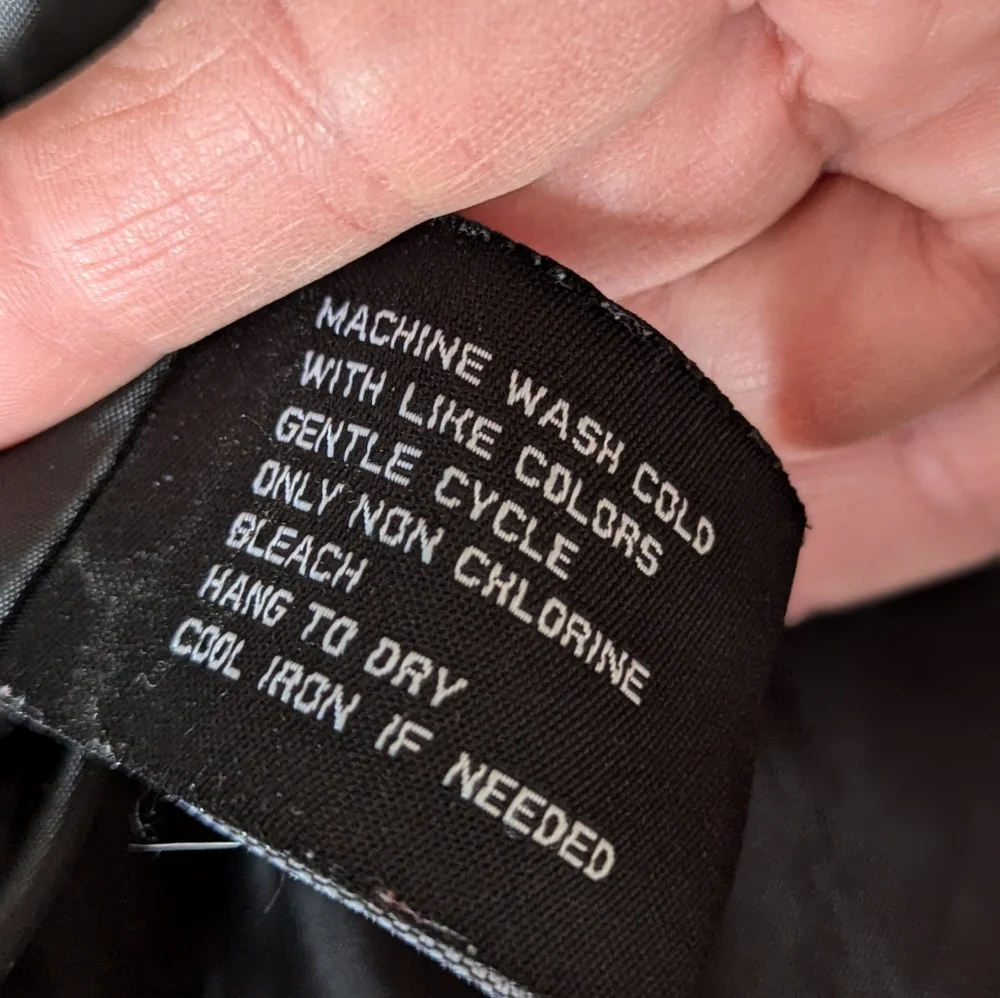 MACHINE WASH COLD
WITH LIKE COLORS
GENTLE CYCLE
ONLY NON CHLORINE
BLEACH
HANG TO DRY
COOL IRON IF NEEDED